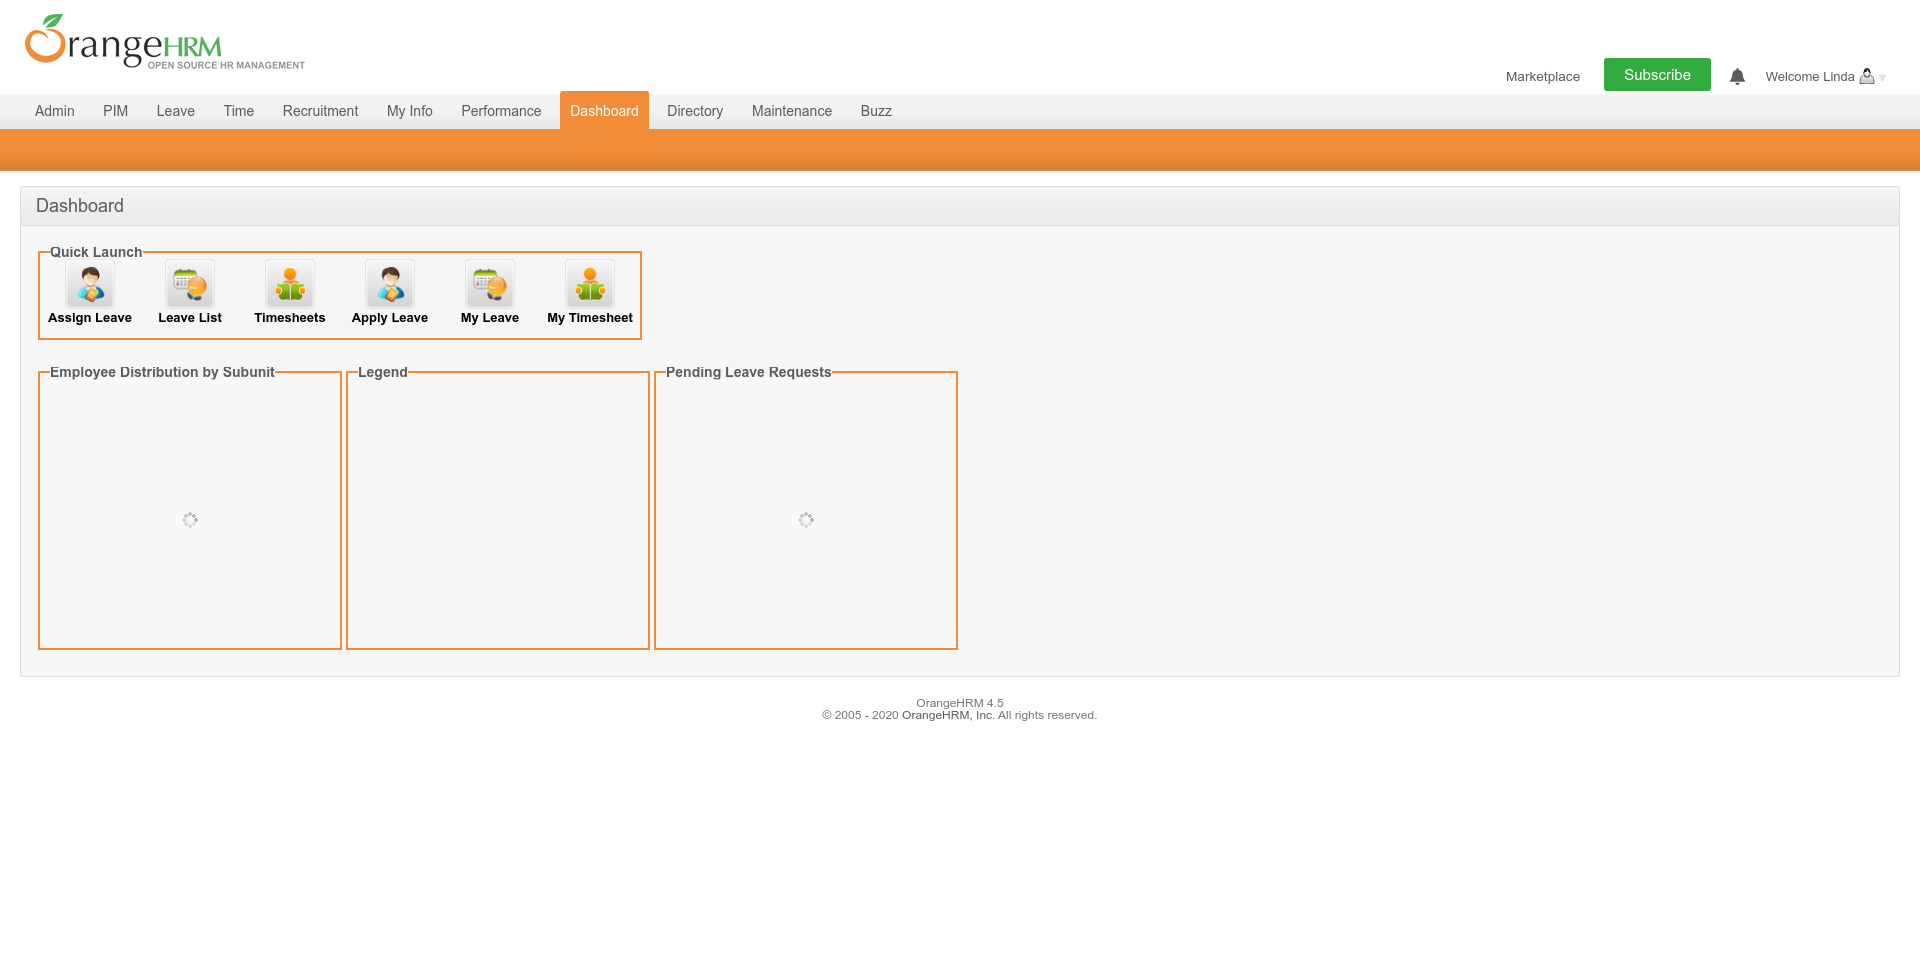 OrangeHRM
OPEN SOURCE HR MANAGEMENT
Marketplace Subscribe Welcome Linda
Admin PIM Leave Time Recruitment My Info Performance Dashboard Directory Maintenance Buzz
Dashboard
Quick Launch
Assign Leave Leave List Timesheets Apply Leave My Leave My Timesheet
Employee Distribution by Subunit Legend Pending Leave Requests
OrangeHRM 4.5
© 2005 - 2020 OrangeHRM, Inc. All rights reserved.